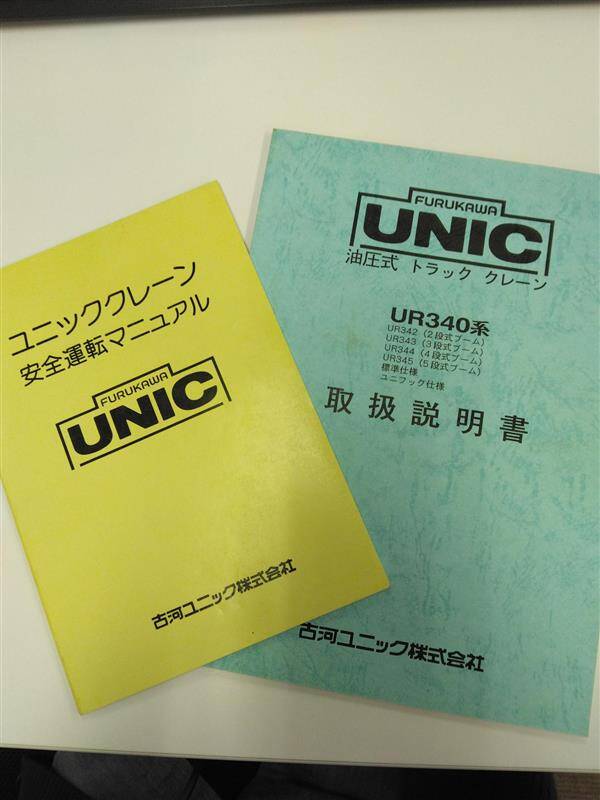 ユニッククレーン
安全運転マニュアル
FURUKAWA
UNIC
古河ユニック株式会社
FURUKAWA
UNIC
油圧式 トラック クレーン
UR340系
UR342（2段式ブーム）
UR343（3段式ブーム）
UR344（4段式ブーム）
UR345（5段式ブーム）
標準仕様
ユニフック仕様
取扱説明書
古河ユニック株式会社